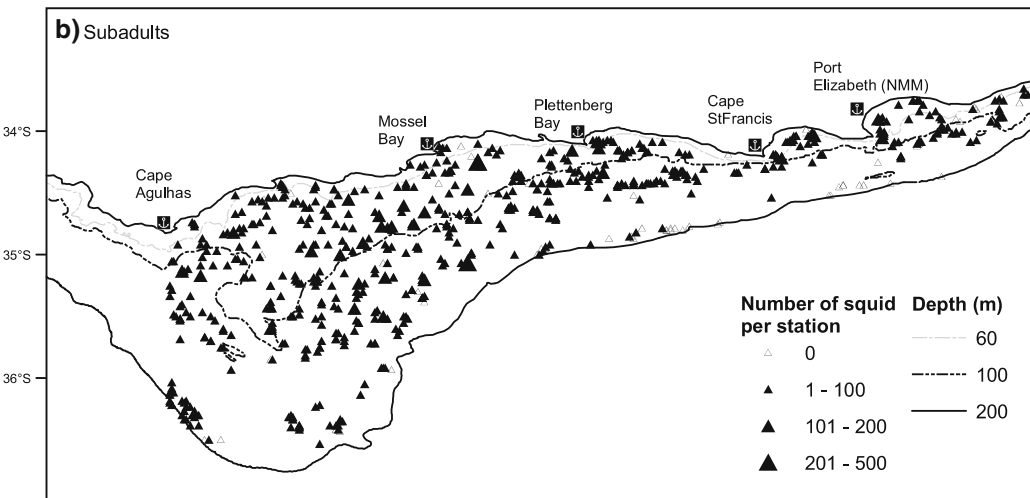 b) Subadults
Port
Elizabeth (NMM)
Cape
StFrancis
Plettenberg
Bay
Mossel
Bay
Cape
Agulhas
34°S
35°S
36°S
Number of squid
per station
0
1 - 100
101 - 200
201 - 500
Depth (m)
60
100
200